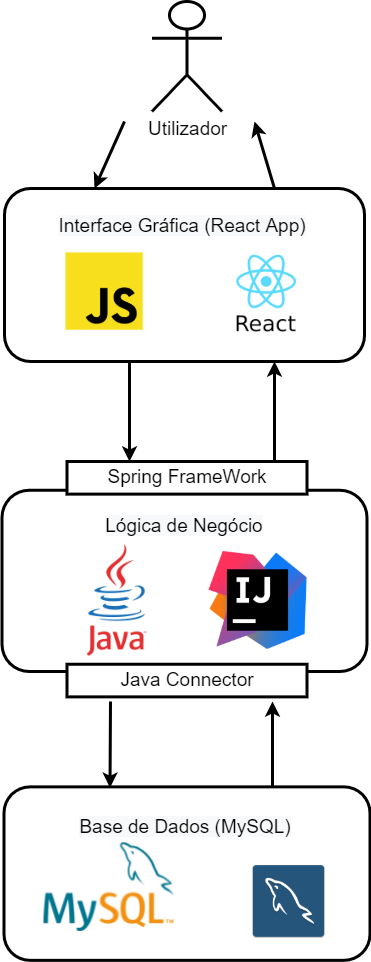 Utilizador
Interface Gráfica (React App)
JS
React
Spring FrameWork
Lógica de Negócio
Java
IJ
Java Connector
Base de Dados (MySQL)
MySQL™